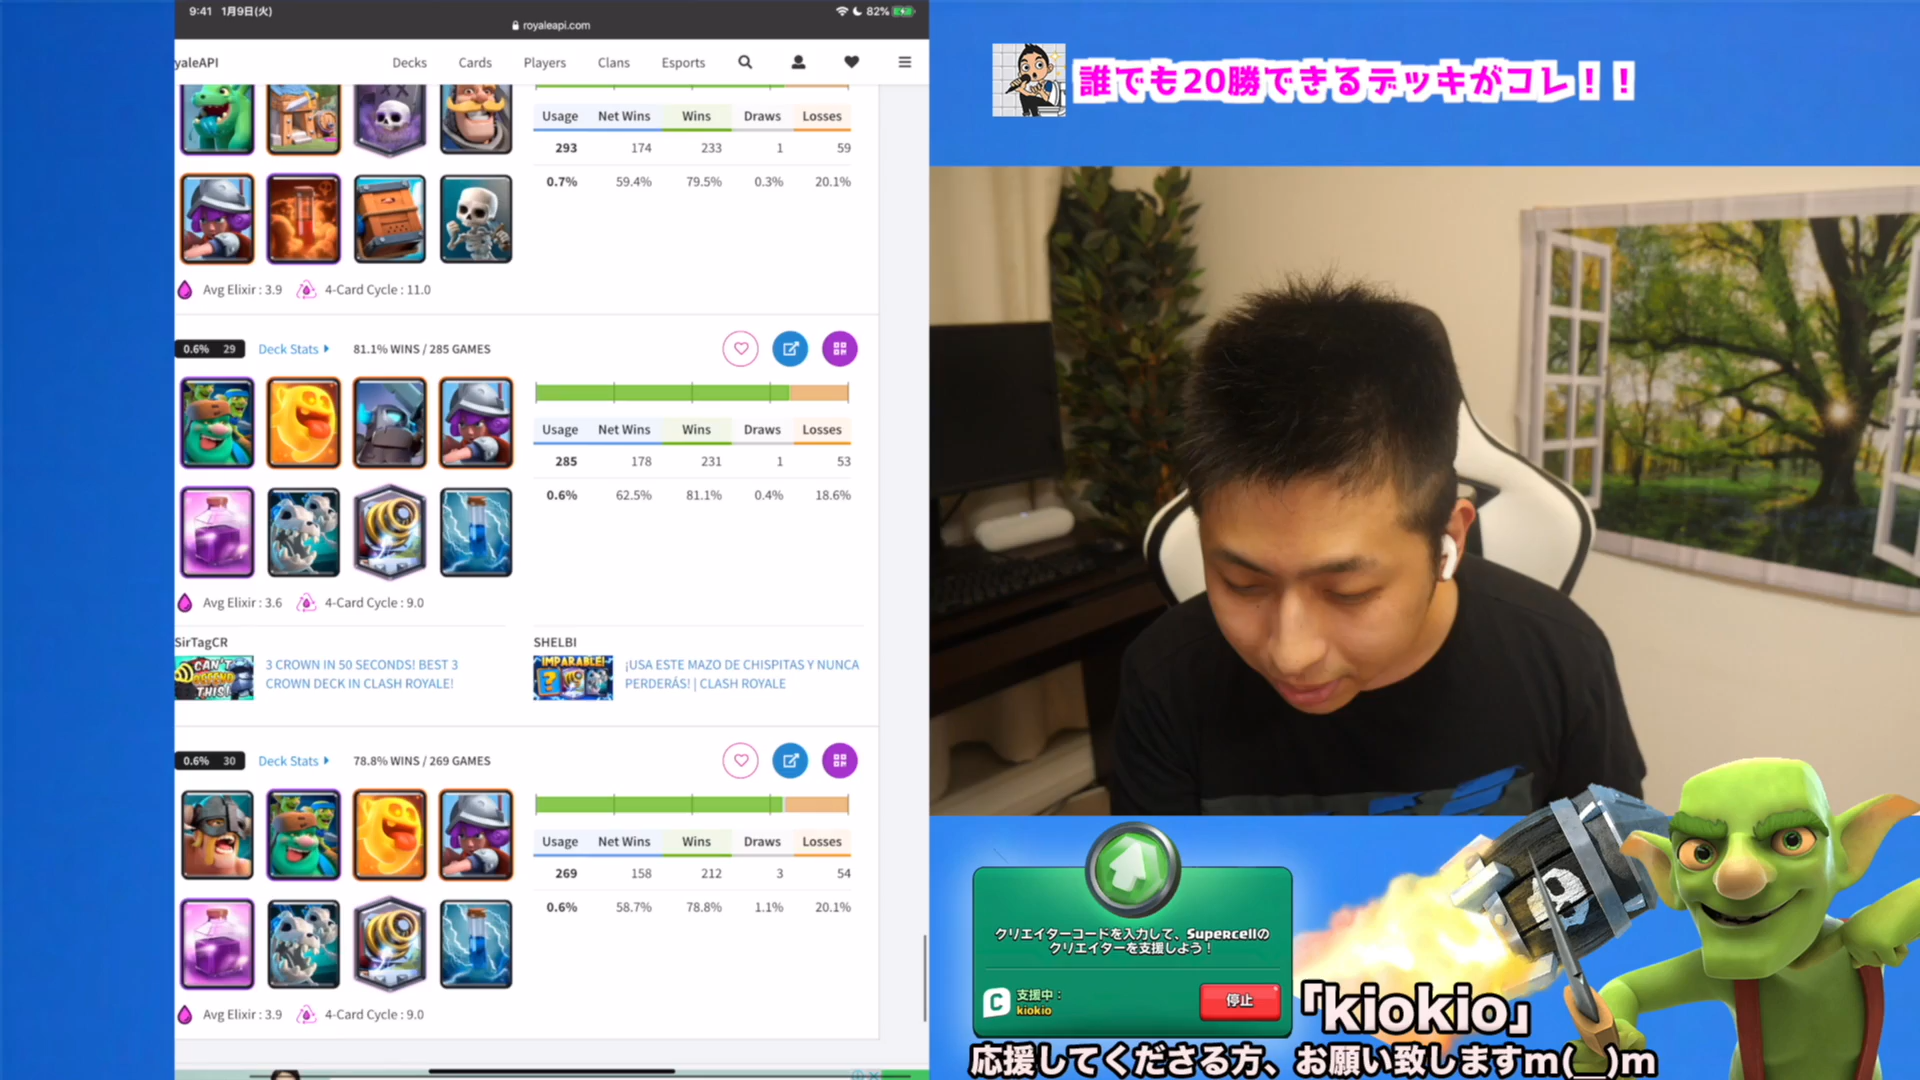 9:41 1月9日(火)
82%
royaleapi.com
yaleAPI
Decks Cards Players Clans Esports
Usage Net Wins Wins Draws Losses
293 174 233 1 59
0.7% 59.4% 79.5% 0.3% 20.1%
Avg Elixir : 3.9 4-Card Cycle : 11.0
0.6% 29 Deck Stats 81.1% WINS / 285 GAMES
Usage Net Wins Wins Draws Losses
285 178 231 1 53
0.6% 62.5% 81.1% 0.4% 18.6%
Avg Elixir : 3.6 4-Card Cycle : 9.0
SirTagCR
CAN'T DEFEND THIS!
3 CROWN IN 50 SECONDS! BEST 3
CROWN DECK IN CLASH ROYALE!
SHELBI
IMPARABLE!
?
¡USA ESTE MAZO DE CHISPITAS Y NUNCA
PERDERÁS! | CLASH ROYALE
0.6% 30 Deck Stats 78.8% WINS / 269 GAMES
Usage Net Wins Wins Draws Losses
269 158 212 3 54
0.6% 58.7% 78.8% 1.1% 20.1%
Avg Elixir : 3.9 4-Card Cycle : 9.0
誰でも20勝できるデッキがコレ！！
クリエイターコードを入力して、Supercellの
クリエイターを支援しよう！
C
支援中：
kiokio
停止
「kiokio」
応援してくださる方、お願い致しますm(__)m